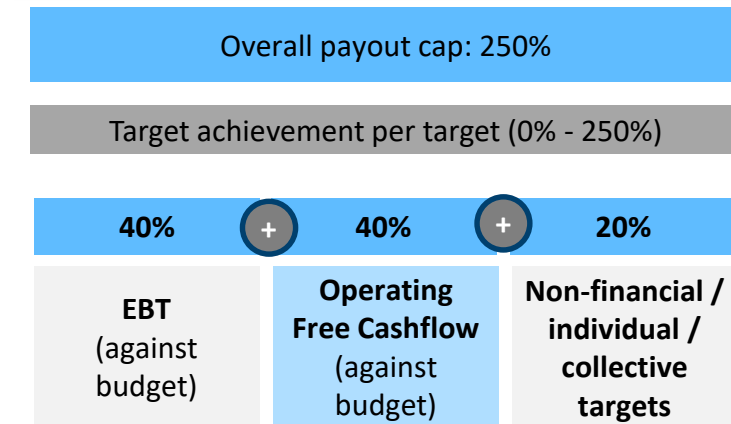 Overall payout cap: 250%
Target achievement per target (0% - 250%)
40% + 40% + 20%
EBT
(against
budget)
Operating
Free Cashflow
(against
budget)
Non-financial /
individual /
collective
targets